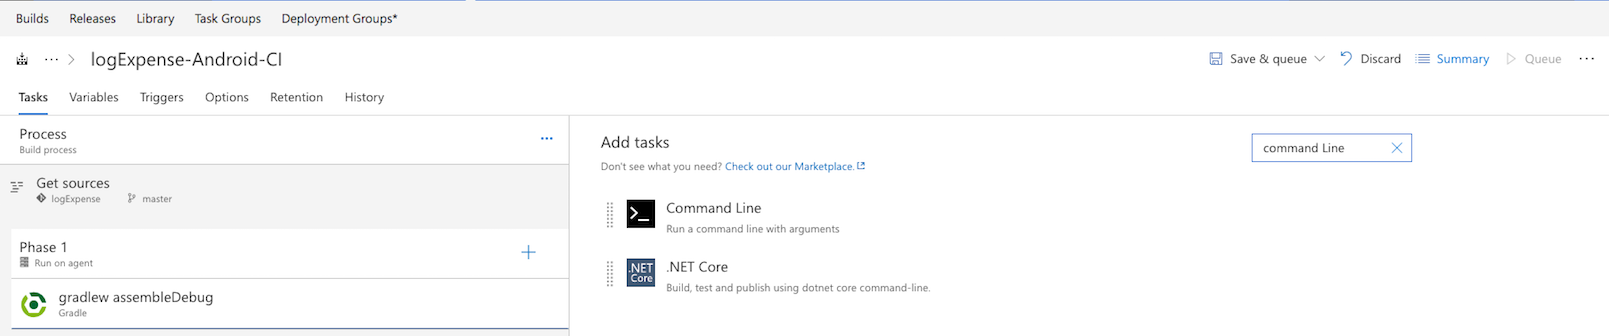 Builds Releases Library Task Groups Deployment Groups*
... > logExpense-Android-CI Save & queue Discard Summary Queue ...
Tasks Variables Triggers Options Retention History
Process ...
Build process
Add tasks command Line
Don't see what you need? Check out our Marketplace.
Get sources
logExpense master
Command Line
Run a command line with arguments
Phase 1 +
Run on agent
.NET Core .NET Core
Build, test and publish using dotnet core command-line.
gradlew assembleDebug
Gradle